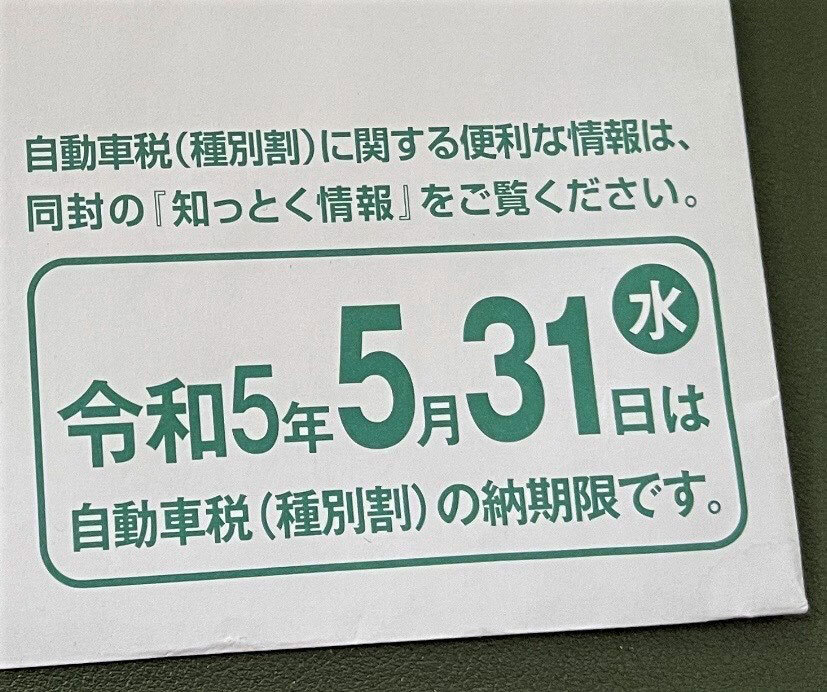 自動車税(種別割)に関する便利な情報は、
同封の『知っとく情報』をご覧ください。
令和5年5月31日㊌は
自動車税(種別割)の納期限です。